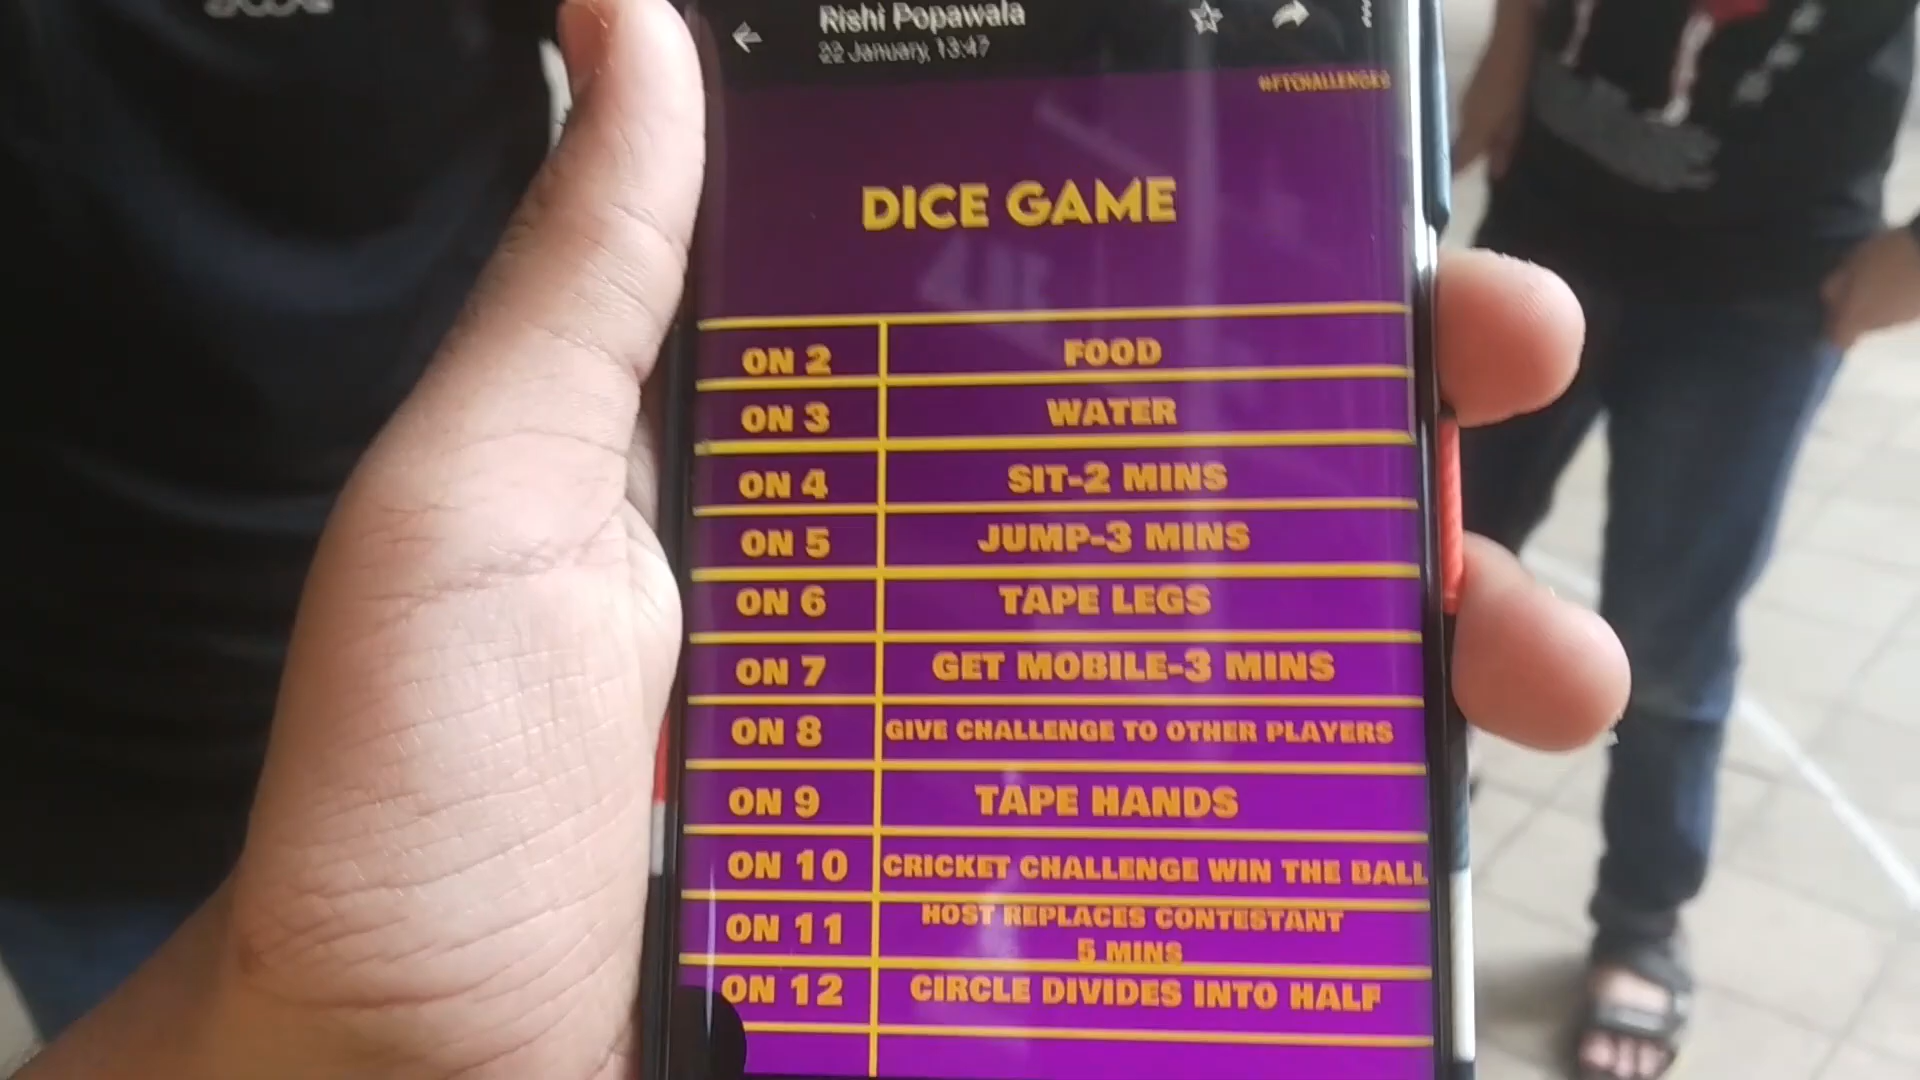 Rishi Popawala
22 January, 13:47
#FTCHALLENGES
DICE GAME
ON 2 FOOD
ON 3 WATER
ON 4 SIT-2 MINS
ON 5 JUMP-3 MINS
ON 6 TAPE LEGS
ON 7 GET MOBILE-3 MINS
ON 8 GIVE CHALLENGE TO OTHER PLAYERS
ON 9 TAPE HANDS
ON 10 CRICKET CHALLENGE WIN THE BALL
ON 11 HOST REPLACES CONTESTANT
5 MINS
ON 12 CIRCLE DIVIDES INTO HALF